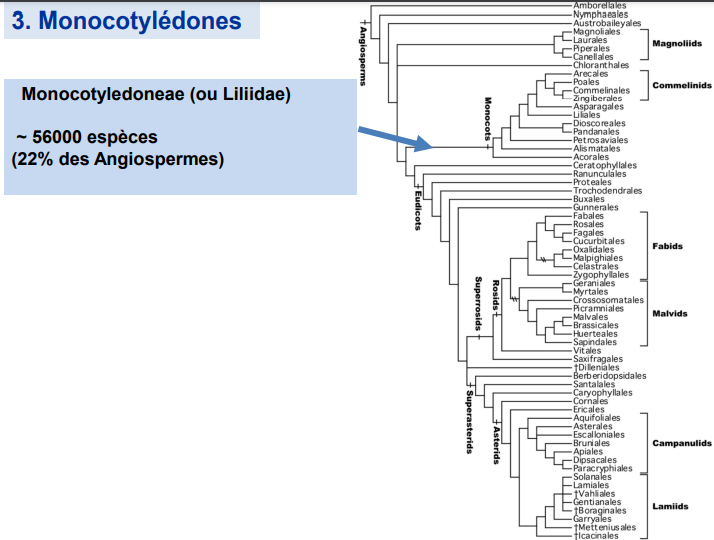 3. Monocotylédones
Monocotyledoneae (ou Liliidae)
~ 56000 espèces
(22% des Angiospermes)
Angiosperms
Amborellales
Nymphaeales
Austrobaileyales
Magnoliales
Laurales
Piperales
Canellales
Magnoliids
Chloranthales
Monocots
Arecales
Poales
Commelinales
Zingiberales
Commelinids
Asparagales
Liliales
Dioscoreales
Pandanales
Petrosaviales
Alismatales
Acorales
Ceratophyllales
Eudicots
Ranunculales
Proteales
Trochodendrales
Buxales
Gunnerales
Superrosids
Rosids
Fabales
Rosales
Fagales
Cucurbitales
Oxalidales
Malpighiales
Celastrales
Zygophyllales
Fabids
Geraniales
Myrtales
Crossosomatales
Picramniales
Malvales
Brassicales
Huerteales
Sapindales
Malvids
Vitales
Saxifragales
†Dilleniales
Superasterids
Berberidopsidales
Santalales
Caryophyllales
Asterids
Cornales
Ericales
Aquifoliales
Asterales
Escalloniales
Bruniales
Apiales
Dipsacales
Paracryphiales
Campanulids
Solanales
Lamiales
†Vahliales
Gentianales
†Boraginales
Garryales
†Metteniusales
†Icacinales
Lamiids